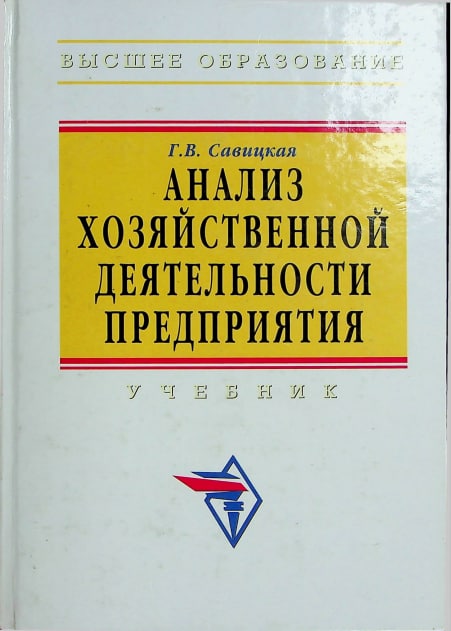 ВЫСШЕЕ ОБРАЗОВАНИЕ
Г.В. Савицкая
АНАЛИЗ
ХОЗЯЙСТВЕННОЙ
ДЕЯТЕЛЬНОСТИ
ПРЕДПРИЯТИЯ
УЧЕБНИК